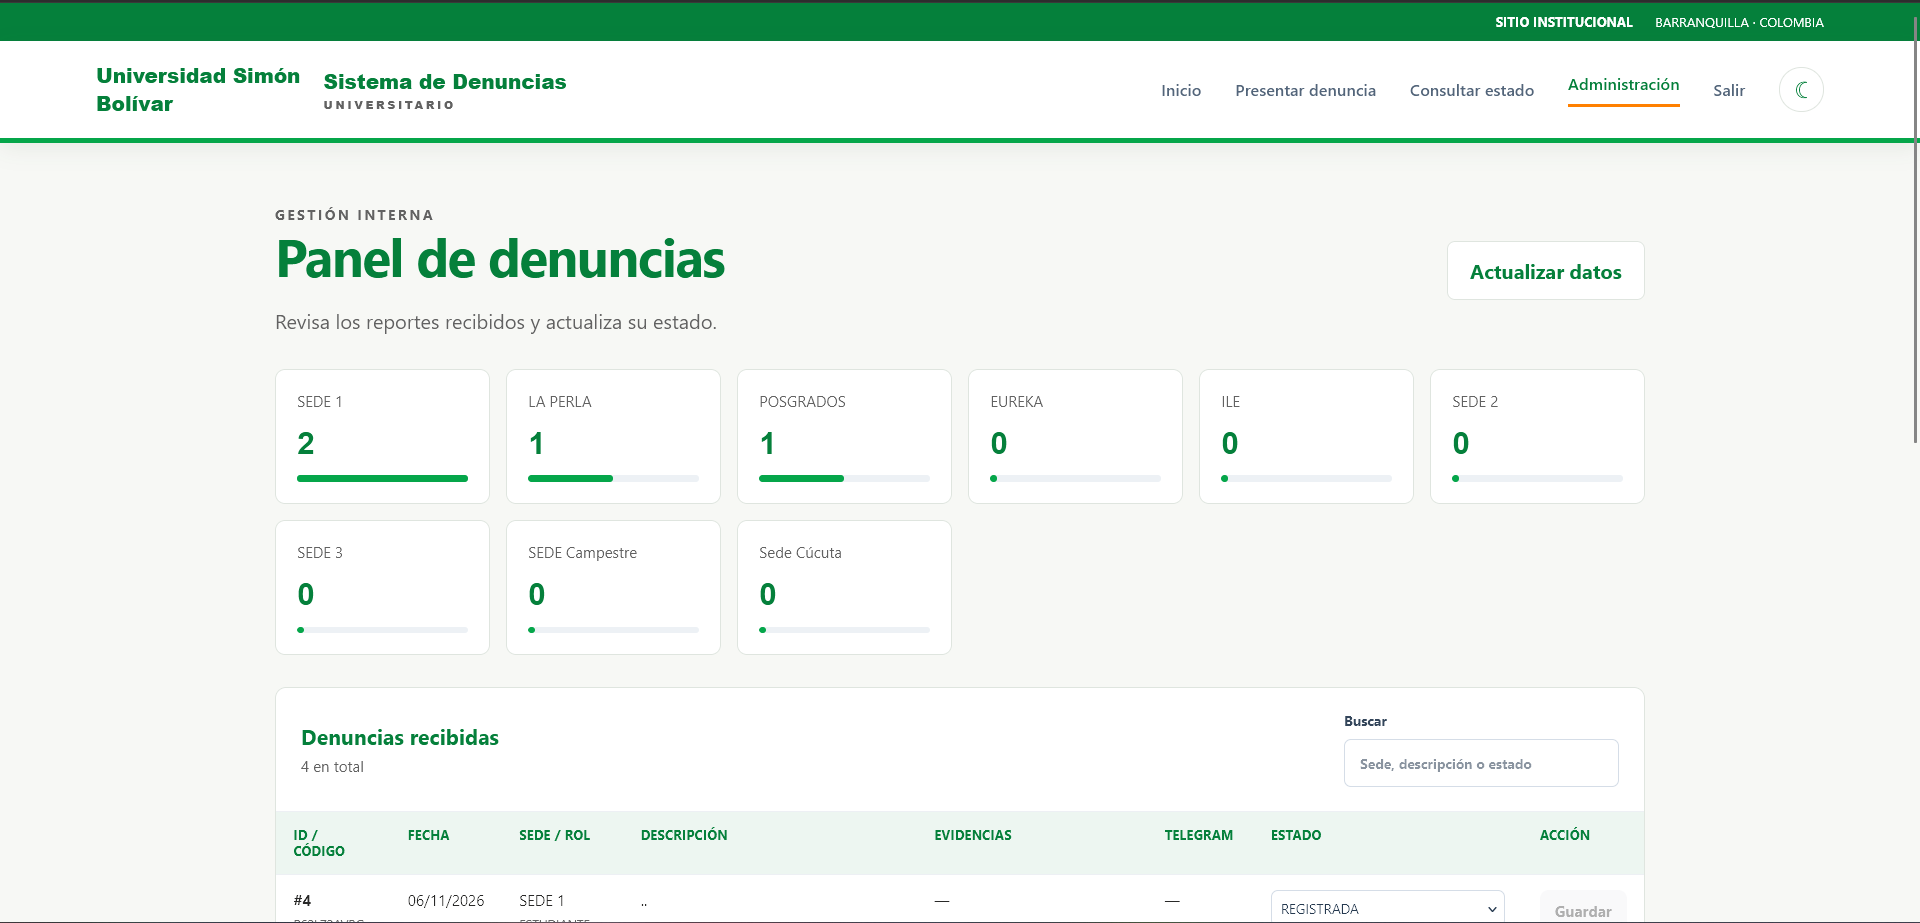 SITIO INSTITUCIONAL BARRANQUILLA · COLOMBIA
Universidad Simón
Bolívar
Sistema de Denuncias
UNIVERSITARIO
Inicio Presentar denuncia Consultar estado Administración Salir
GESTIÓN INTERNA
Panel de denuncias
Revisa los reportes recibidos y actualiza su estado.
Actualizar datos
SEDE 1
2
LA PERLA
1
POSGRADOS
1
EUREKA
0
ILE
0
SEDE 2
0
SEDE 3
0
SEDE Campestre
0
Sede Cúcuta
0
Denuncias recibidas
4 en total
Buscar
Sede, descripción o estado
ID /
CÓDIGO
FECHA
SEDE / ROL
DESCRIPCIÓN
EVIDENCIAS
TELEGRAM
ESTADO
ACCIÓN
#4
06/11/2026
SEDE 1
..
—
—
REGISTRADA
Guardar